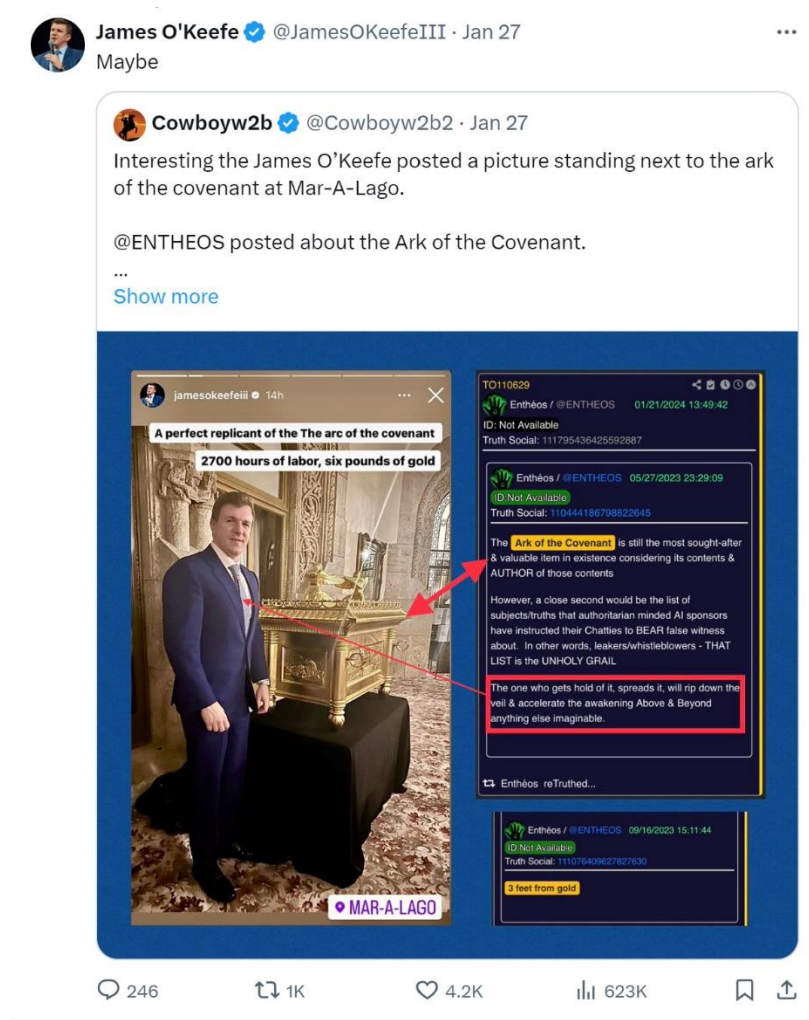 James O'Keefe @JamesOKeefeIII · Jan 27
Maybe
Cowboyw2b @Cowboyw2b2 · Jan 27
Interesting the James O’Keefe posted a picture standing next to the ark
of the covenant at Mar-A-Lago.
@ENTHEOS posted about the Ark of the Covenant.
...
Show more
jamesokeefeiii 14h
A perfect replicant of the The arc of the covenant
2700 hours of labor, six pounds of gold
MAR-A-LAGO
TO110629
Enthéos / @ENTHEOS 01/21/2024 13:49:42
ID: Not Available
Truth Social: 111795436425592887
Enthéos / @ENTHEOS 05/27/2023 23:29:09
ID:Not Available
Truth Social: 110444186798822645
The Ark of the Covenant is still the most sought-after
& valuable item in existence considering its contents &
AUTHOR of those contents
However, a close second would be the list of
subjects/truths that authoritarian minded AI sponsors
have instructed their Chatties to BEAR false witness
about. In other words, leakers/whistleblowers - THAT
LIST is the UNHOLY GRAIL
The one who gets hold of it, spreads it, will rip down the
veil & accelerate the awakening Above & Beyond
anything else imaginable.
Enthéos reTruthed...
Enthéos / @ENTHEOS 09/16/2023 15:11:44
ID:Not Available
Truth Social: 111076409627827630
3 feet from gold
246 1K 4.2K 623K